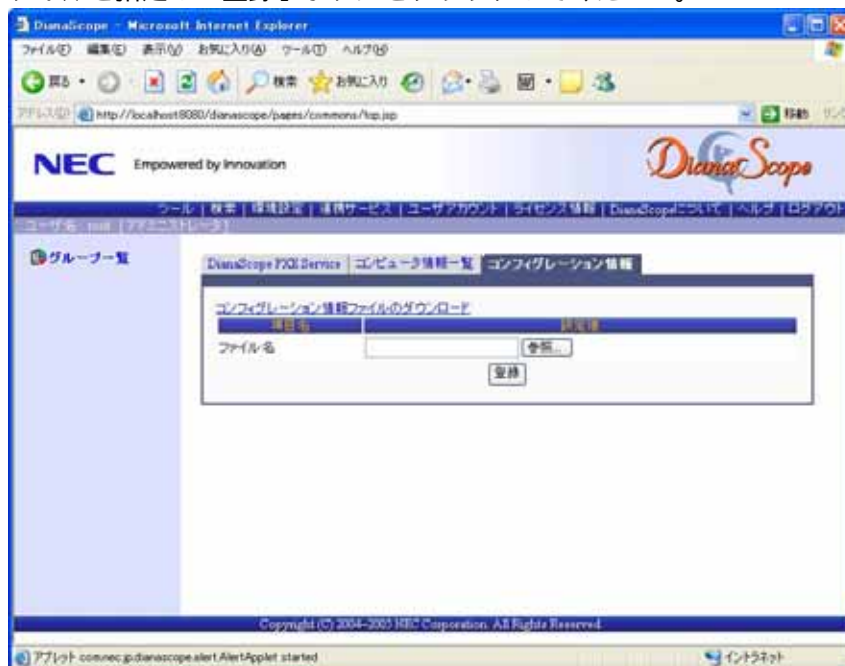 DianaScope - Microsoft Internet Explorer
ファイル(F) 編集(E) 表示(V) お気に入り(A) ツール(T) ヘルプ(H)
戻る 検索 お気に入り
アドレス(D) http://localhost:8080/dianascope/pages/commons/top.jsp 移動
NEC Empowered by Innovation
DianaScope
ツール | 検索 | 環境設定 | 連携サービス | ユーザアカウント | ライセンス情報 | DianaScopeについて | ヘルプ | ログアウト
ユーザ名 root [アドミニストレータ]
グループ一覧
DianaScope PXE Service コンピュータ情報一覧 コンフィグレーション情報
コンフィグレーション情報ファイルのダウンロード
項目名 設定値
ファイル名 参照...
登録
Copyright (C) 2004-2005 NEC Corporation. All Rights Reserved.
アプレット com.nec.jp.dianascope.alert.AlertApplet started イントラネット